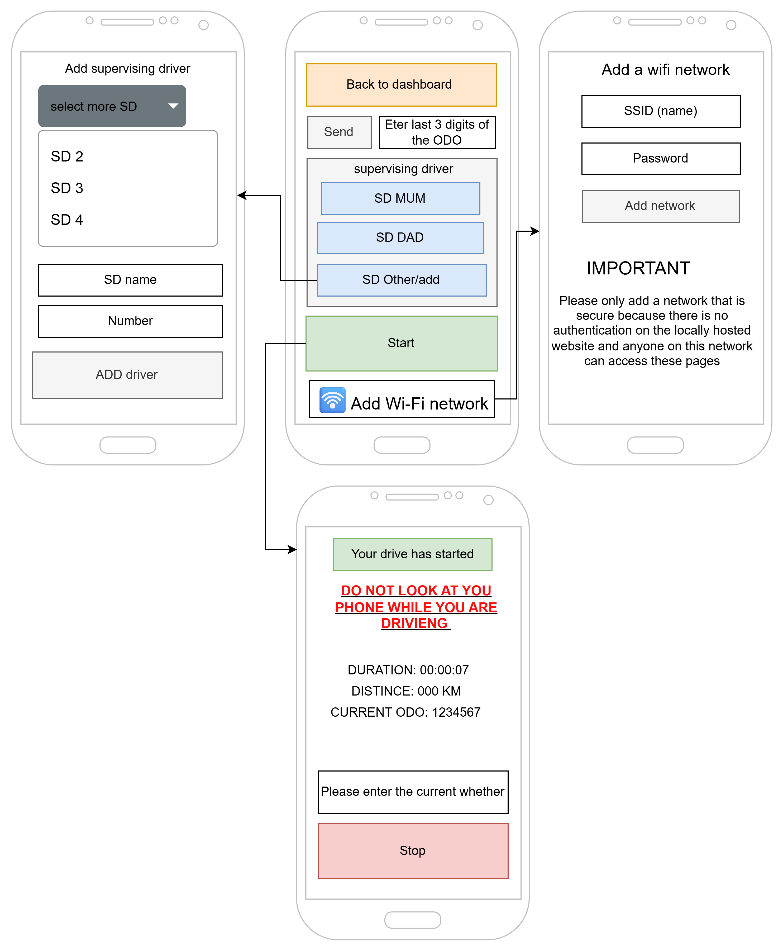 Add supervising driver
select more SD
SD 2
SD 3
SD 4
SD name
Number
ADD driver
Back to dashboard
Send
Eter last 3 digits of
the ODO
supervising driver
SD MUM
SD DAD
SD Other/add
Start
Add Wi-Fi network
Add a wifi network
SSID (name)
Password
Add network
IMPORTANT
Please only add a network that is
secure because there is no
authentication on the locally hosted
website and anyone on this network
can access these pages
Your drive has started
DO NOT LOOK AT YOU
PHONE WHILE YOU ARE
DRIVIENG
DURATION: 00:00:07
DISTINCE: 000 KM
CURRENT ODO: 1234567
Please enter the current whether
Stop